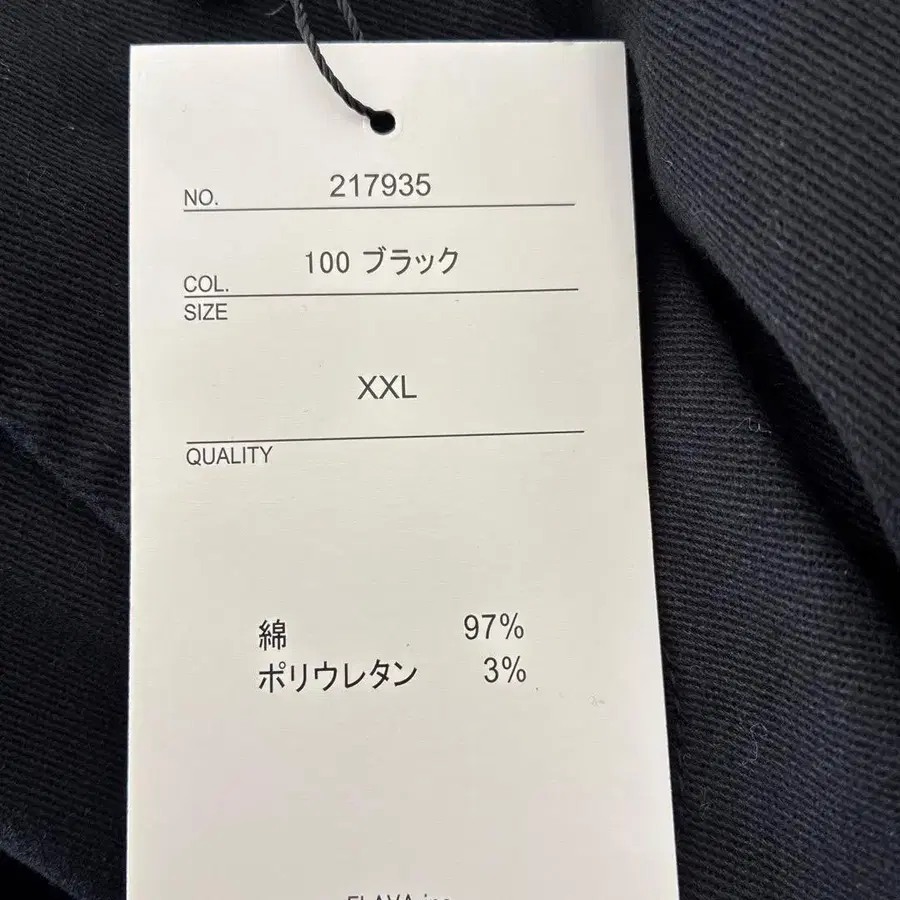 NO. 217935
COL. 100 ブラック
SIZE
XXL
QUALITY
綿 97%
ポリウレタン 3%